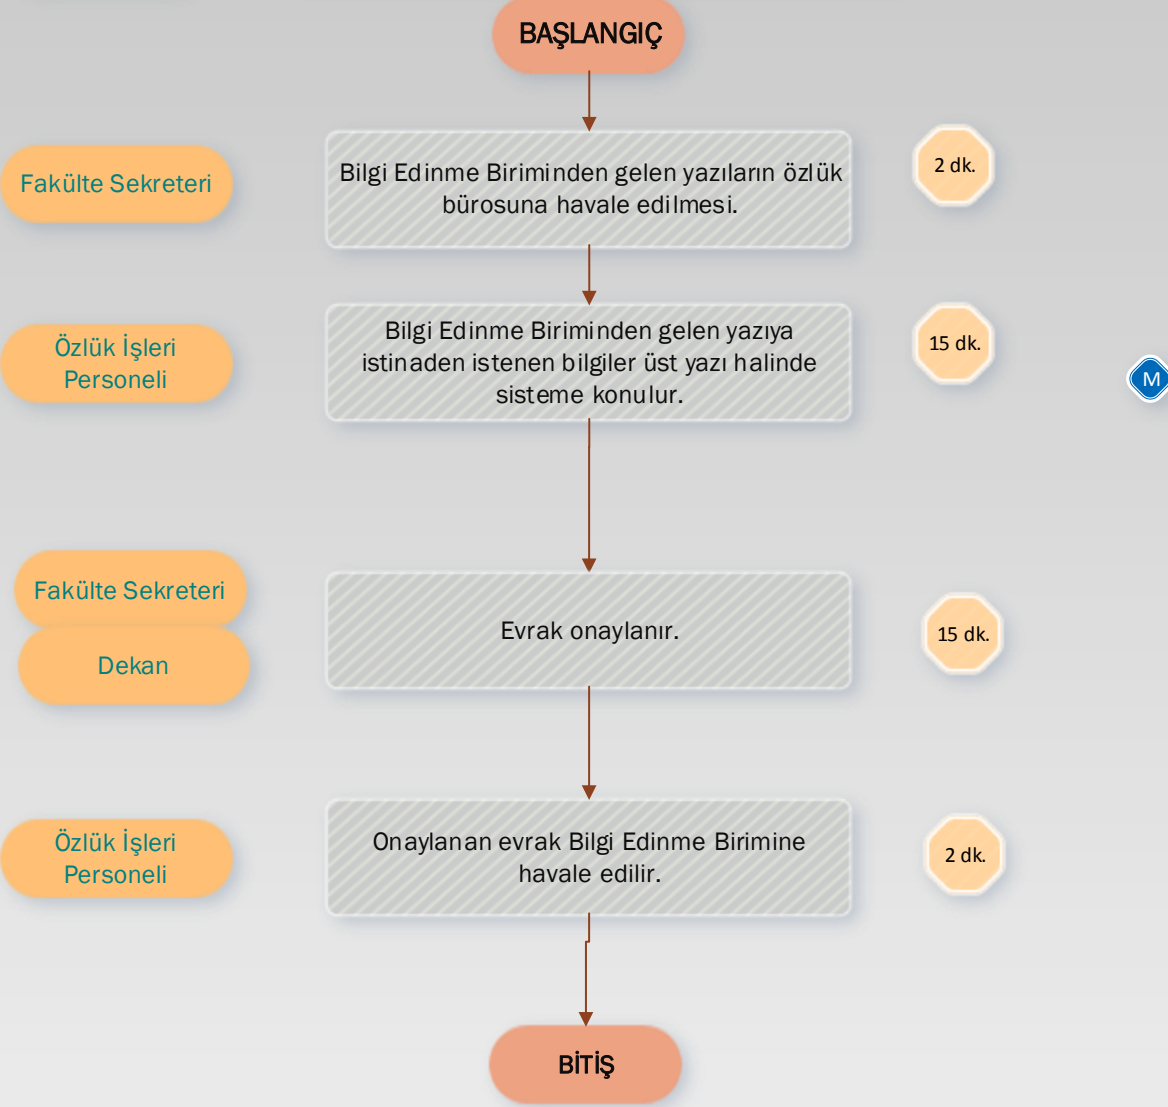 BAŞLANGIÇ
Fakülte Sekreteri
Bilgi Edinme Biriminden gelen yazıların özlük
bürosuna havale edilmesi.
2 dk.
Özlük İşleri
Personeli
Bilgi Edinme Biriminden gelen yazıya
istinaden istenen bilgiler üst yazı halinde
sisteme konulur.
15 dk.
M
Fakülte Sekreteri
Dekan
Evrak onaylanır.
15 dk.
Özlük İşleri
Personeli
Onaylanan evrak Bilgi Edinme Birimine
havale edilir.
2 dk.
BİTİŞ